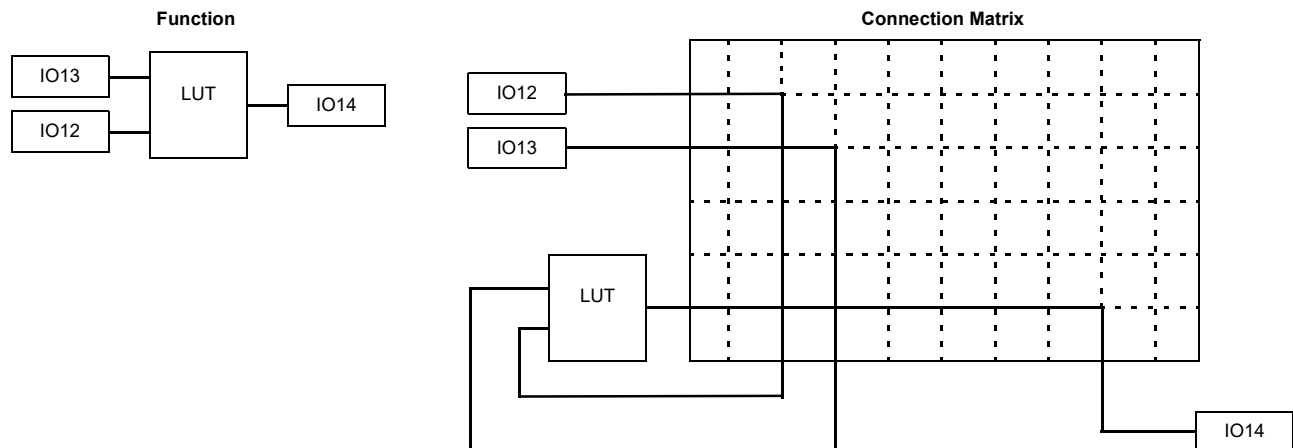 Function
IO13
LUT
IO14
IO12
Connection Matrix
IO12
IO13
LUT
IO14